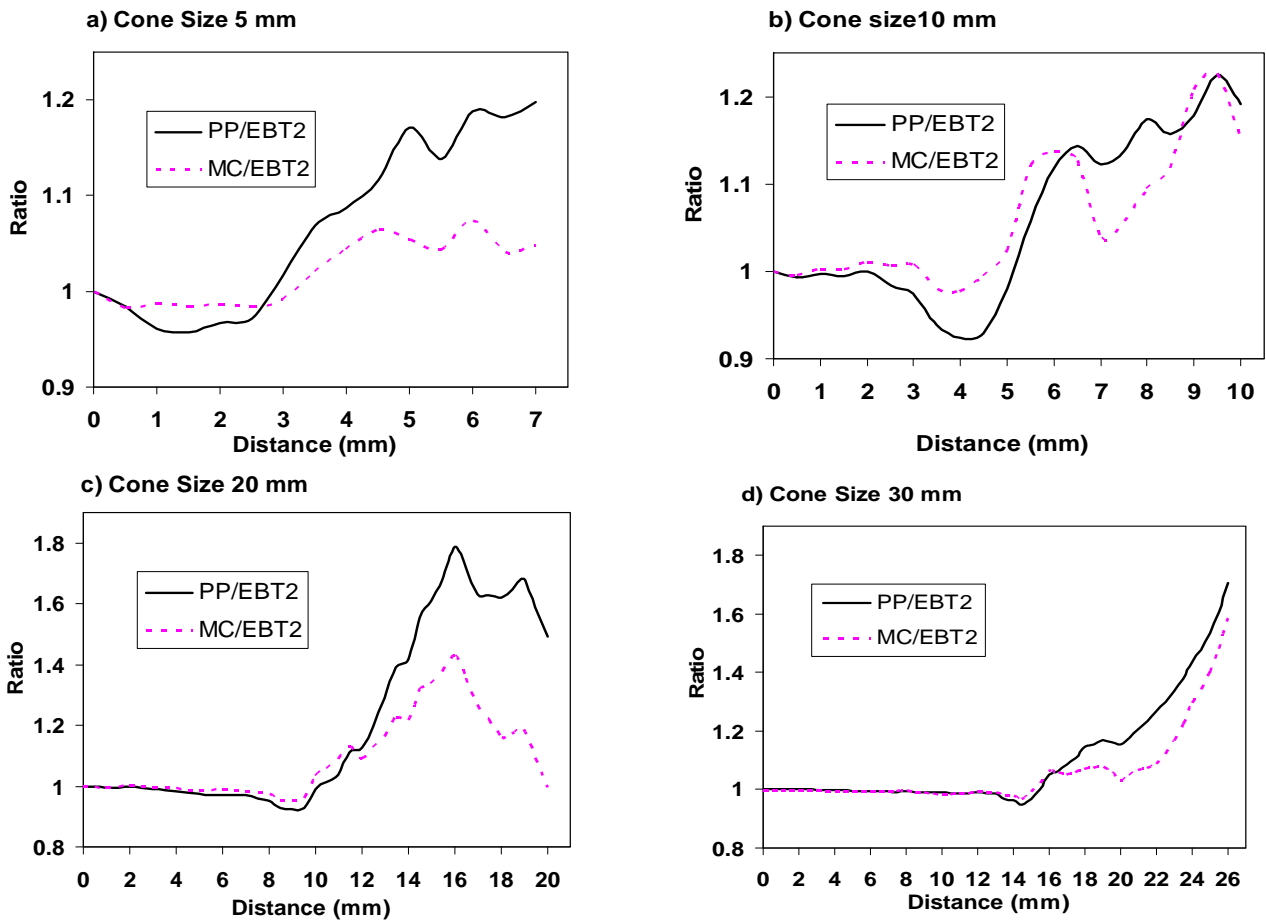 a) Cone Size 5 mm
1.2
1.1
1
0.9
Ratio
PP/EBT2
MC/EBT2
0 1 2 3 4 5 6 7
Distance (mm)
b) Cone size10 mm
1.2
1.1
1
0.9
Ratio
PP/EBT2
MC/EBT2
0 1 2 3 4 5 6 7 8 9 10
Distance (mm)
c) Cone Size 20 mm
1.8
1.6
1.4
1.2
1
0.8
Ratio
PP/EBT2
MC/EBT2
0 2 4 6 8 10 12 14 16 18 20
Distance (mm)
d) Cone Size 30 mm
1.8
1.6
1.4
1.2
1
0.8
Ratio
PP/EBT2
MC/EBT2
0 2 4 6 8 10 12 14 16 18 20 22 24 26
Distance (mm)